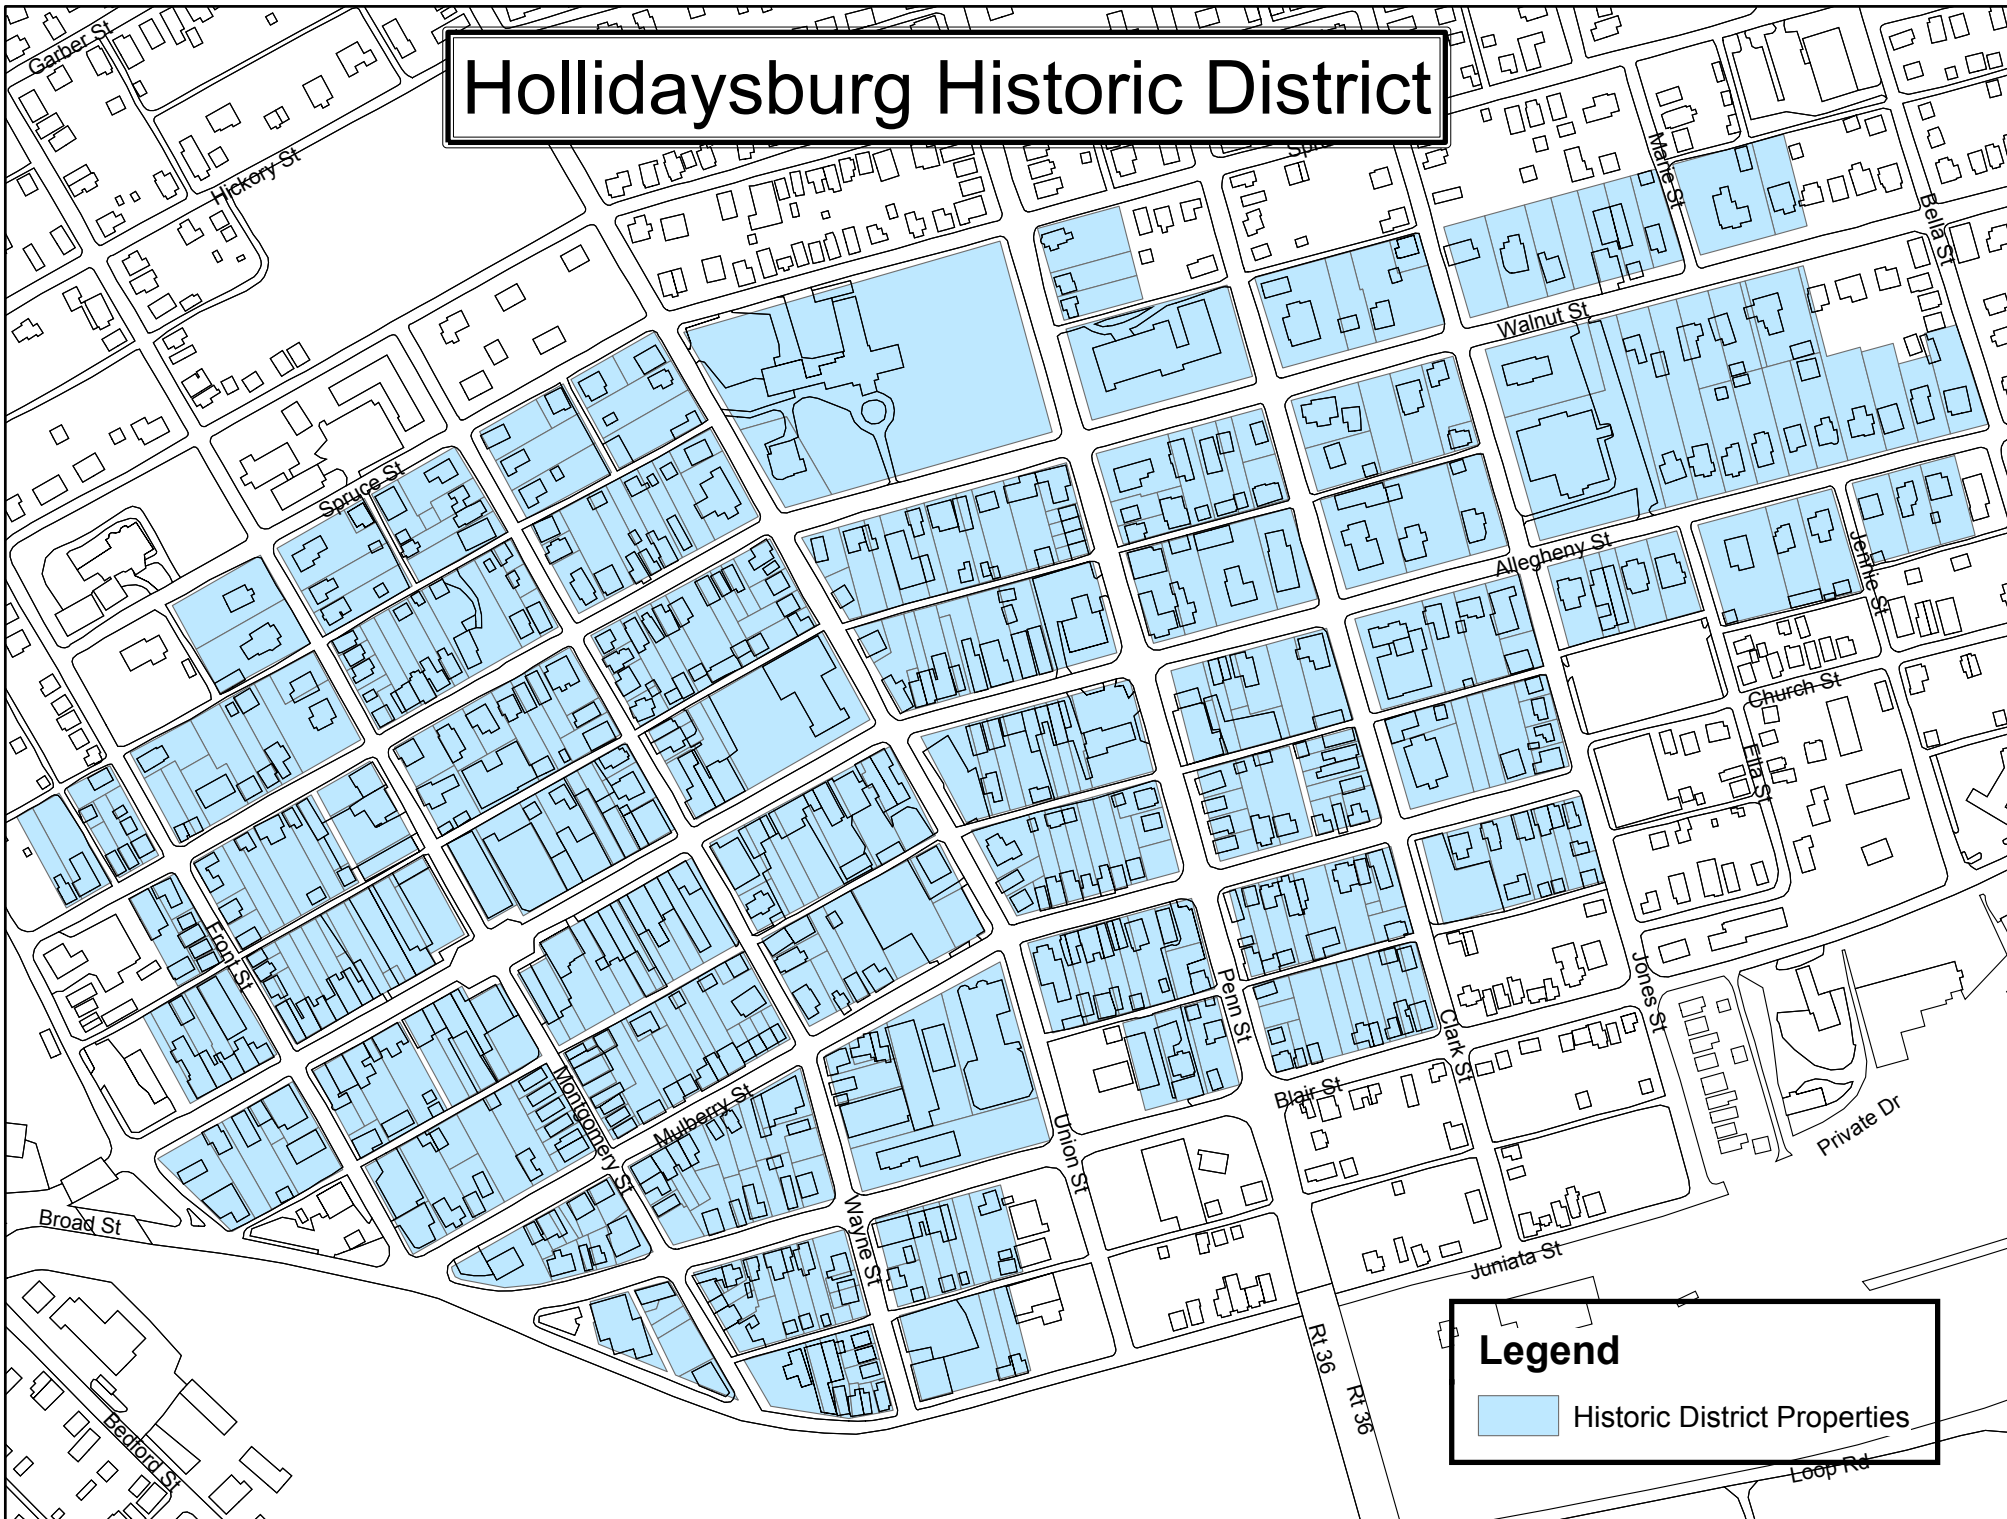 Garber St
Hollidaysburg Historic District
Hickory St
Marie St
Bella St
Walnut St
Spruce St
Allegheny St
Jennie St
Church St
Ella St
Front St
Penn St
Jones St
Clark St
Montgomery St
Mulberry St
Blair St
Union St
Private Dr
Broad St
Wayne St
Juniata St
Rt 36
Rt 36
Legend
Historic District Properties
Bedford St
Loop Rd